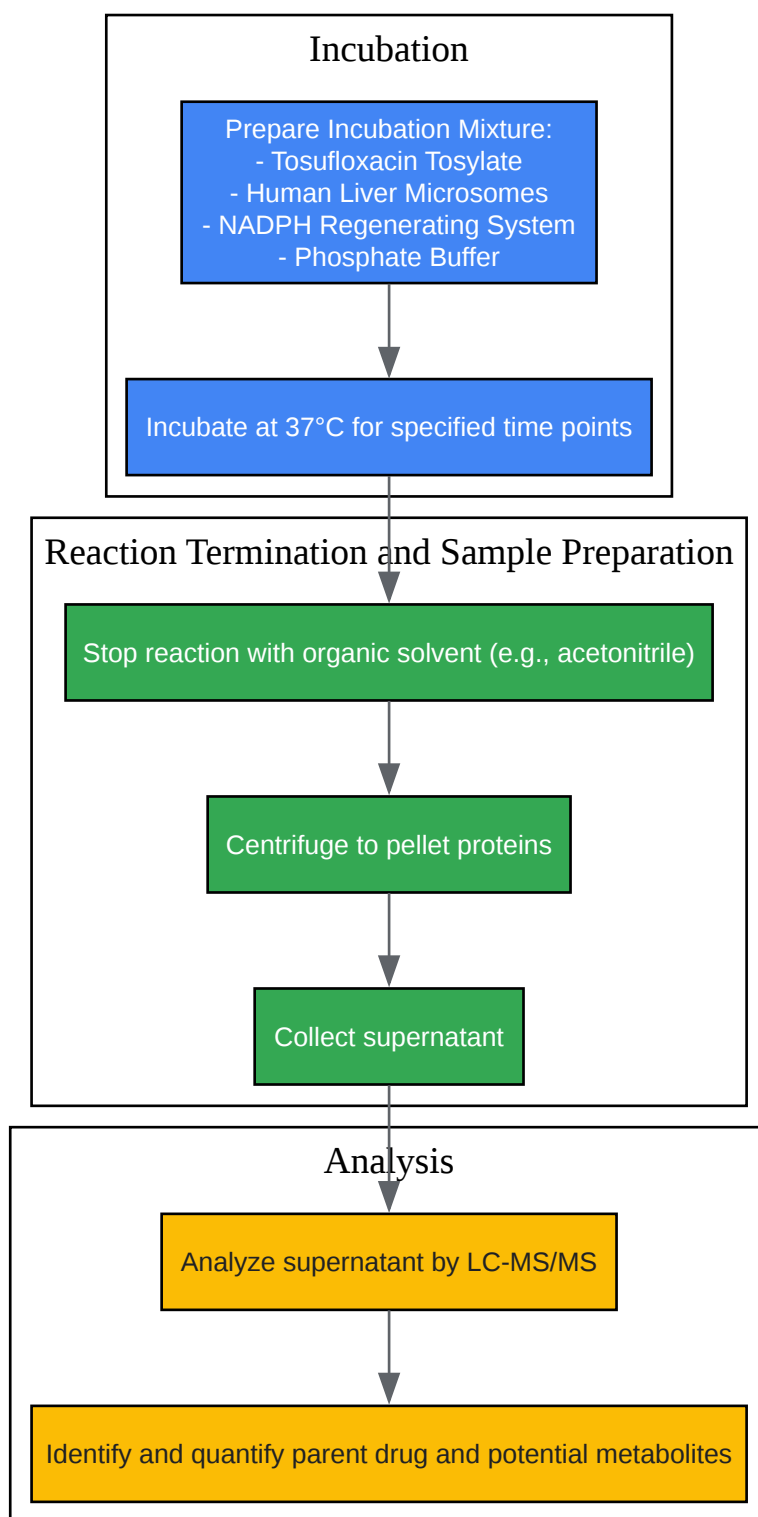 Incubation
Prepare Incubation Mixture:
- Tosufloxacin Tosylate
- Human Liver Microsomes
- NADPH Regenerating System
- Phosphate Buffer
Incubate at 37°C for specified time points
Reaction Termination and Sample Preparation
Stop reaction with organic solvent (e.g., acetonitrile)
Centrifuge to pellet proteins
Collect supernatant
Analysis
Analyze supernatant by LC-MS/MS
Identify and quantify parent drug and potential metabolites